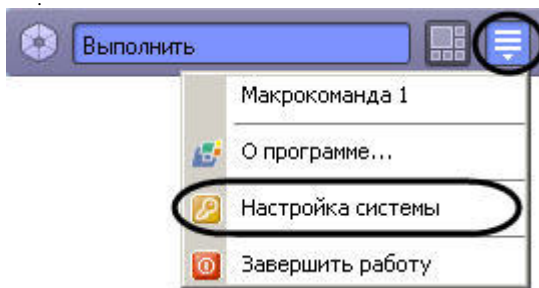 Выполнить
Макрокоманда 1
О программе...
Настройка системы
Завершить работу